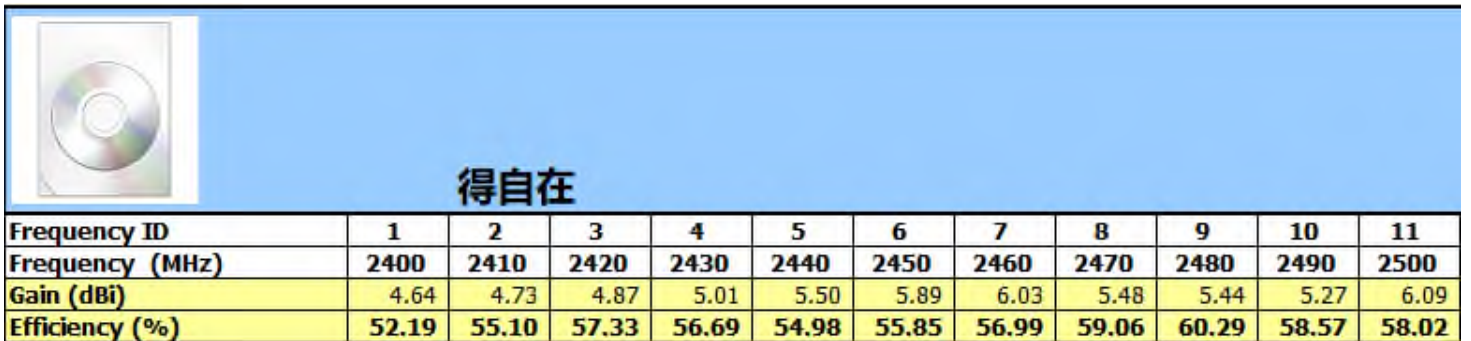 得自在
Frequency ID 1 2 3 4 5 6 7 8 9 10 11
Frequency (MHz) 2400 2410 2420 2430 2440 2450 2460 2470 2480 2490 2500
Gain (dBi) 4.64 4.73 4.87 5.01 5.50 5.89 6.03 5.48 5.44 5.27 6.09
Efficiency (%) 52.19 55.10 57.33 56.69 54.98 55.85 56.99 59.06 60.29 58.57 58.02